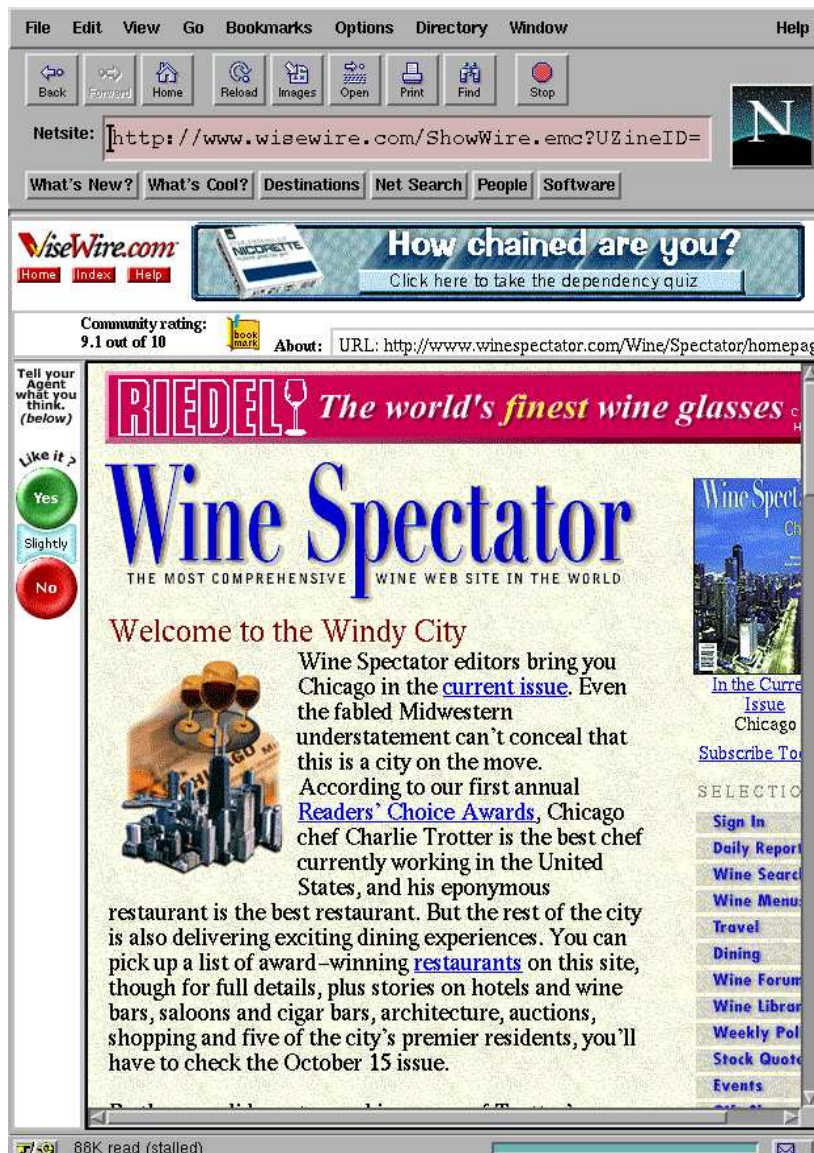 File Edit View Go Bookmarks Options Directory Window Help
Back Forward Home Reload Images Open Print Find Stop
Netsite: http://www.wisewire.com/ShowWire.emc?UZineID=
N
What's New? What's Cool? Destinations Net Search People Software
WiseWire.com
Home Index Help
NICORETTE
How chained are you?
Click here to take the dependency quiz
Community rating:
9.1 out of 10
book
mark
About: URL: http://www.winespectator.com/Wine/Spectator/homepag
Tell your
Agent
what you
think.
(below)
Like it?
Yes
Slightly
No
RIEDEL The world's finest wine glasses
Wine Spectator
THE MOST COMPREHENSIVE WINE WEB SITE IN THE WORLD
Welcome to the Windy City
CHICAGO
Wine Spectator editors bring you
Chicago in the current issue. Even
the fabled Midwestern
understatement can't conceal that
this is a city on the move.
According to our first annual
Readers' Choice Awards, Chicago
chef Charlie Trotter is the best chef
currently working in the United
States, and his eponymous
restaurant is the best restaurant. But the rest of the city
is also delivering exciting dining experiences. You can
pick up a list of award–winning restaurants on this site,
though for full details, plus stories on hotels and wine
bars, saloons and cigar bars, architecture, auctions,
shopping and five of the city's premier residents, you'll
have to check the October 15 issue.
Wine Spect
In the Curre
Issue
Chicago
Subscribe To
SELECTIO
Sign In
Daily Report
Wine Searc
Wine Menu
Travel
Dining
Wine Forum
Wine Librar
Weekly Pol
Stock Quote
Events
88K read (stalled)